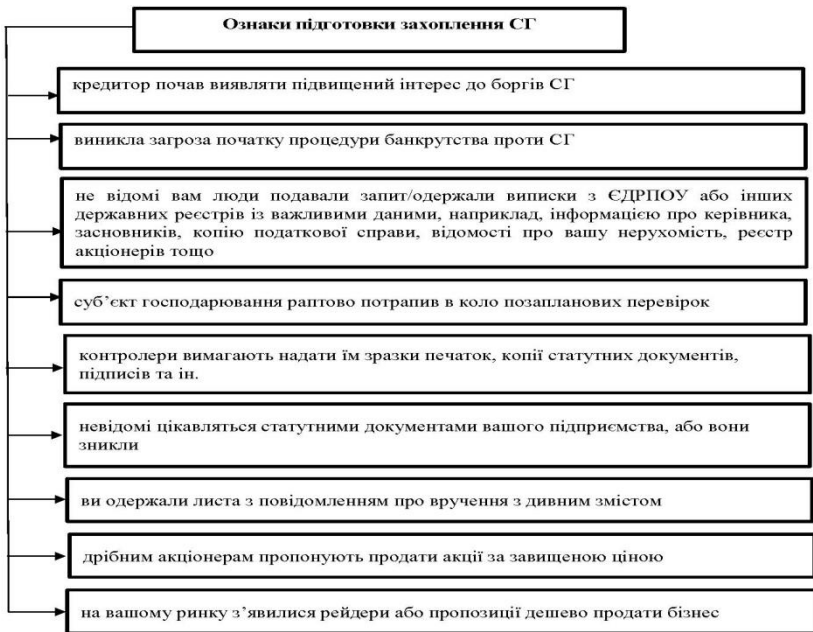 Ознаки підготовки захоплення СГ
кредитор почав виявляти підвищений інтерес до боргів СГ
виникла загроза початку процедури банкрутства проти СГ
не відомі вам люди подавали запит/одержали виписки з ЄДРПОУ або інших
державних реєстрів із важливими даними, наприклад, інформацією про керівника,
засновників, копію податкової справи, відомості про вашу нерухомість, реєстр
акціонерів тощо
суб’єкт господарювання раптово потрапив в коло позапланових перевірок
контролери вимагають надати їм зразки печаток, копії статутних документів,
підписів та ін.
невідомі цікавляться статутними документами вашого підприємства, або вони
зникли
ви одержали листа з повідомленням про вручення з дивним змістом
дрібним акціонерам пропонують продати акції за завищеною ціною
на вашому ринку з’явилися рейдери або пропозиції дешево продати бізнес